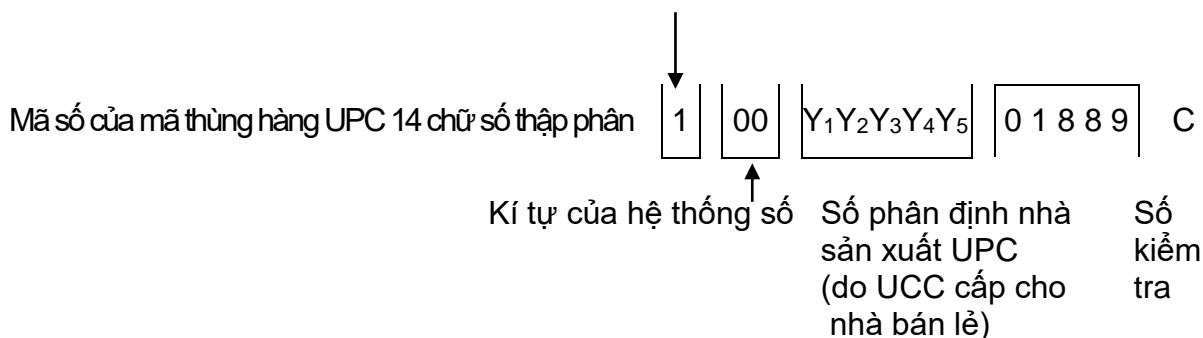 Mã số của mã thùng hàng UPC 14 chữ số thập phân 1 00 Y₁Y₂Y₃Y₄Y₅ 0 1 8 8 9 C
Kí tự của hệ thống số Số phân định nhà Số
sản xuất UPC kiểm
(do UCC cấp cho tra
nhà bán lẻ)